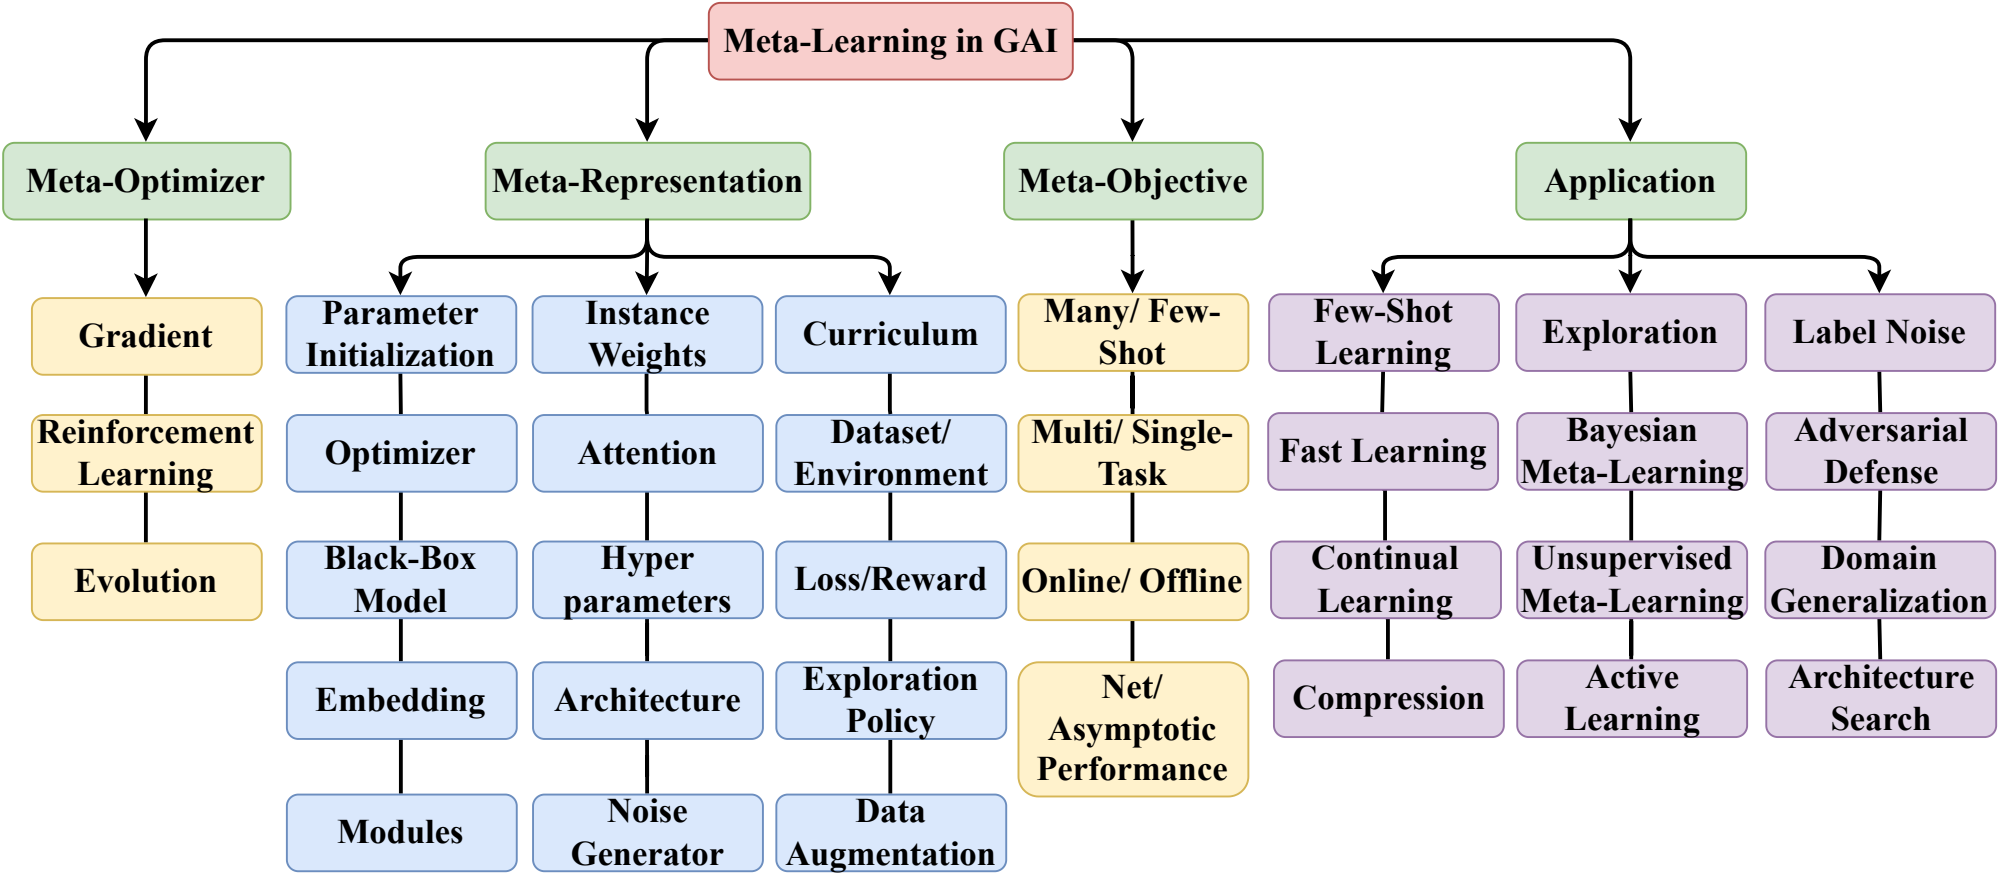 Meta-Learning in GAI
Meta-Optimizer
Meta-Representation
Meta-Objective
Application
Gradient
Reinforcement
Learning
Evolution
Parameter
Initialization
Optimizer
Black-Box
Model
Embedding
Modules
Instance
Weights
Attention
Hyper
parameters
Architecture
Noise
Generator
Curriculum
Dataset/
Environment
Loss/Reward
Exploration
Policy
Data
Augmentation
Many/ Few-
Shot
Multi/ Single-
Task
Online/ Offline
Net/
Asymptotic
Performance
Few-Shot
Learning
Fast Learning
Continual
Learning
Compression
Exploration
Bayesian
Meta-Learning
Unsupervised
Meta-Learning
Active
Learning
Label Noise
Adversarial
Defense
Domain
Generalization
Architecture
Search